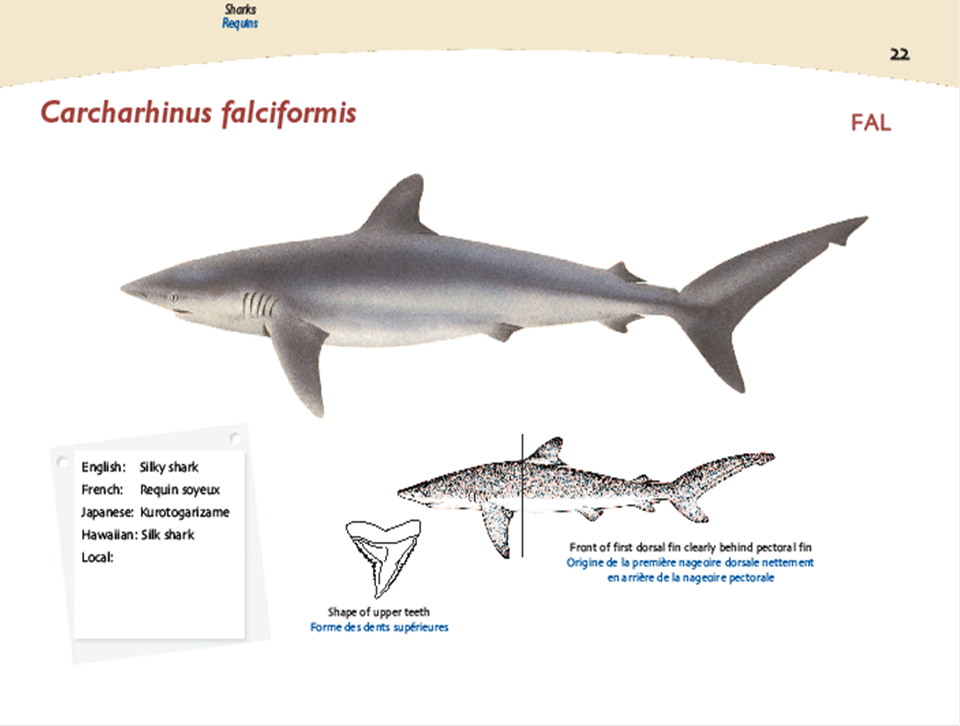 Sharks
Requins
22
Carcharhinus falciformis
FAL
English: Silky shark
French: Requin soyeux
Japanese: Kurotogarizame
Hawaiian: Silk shark
Local:
Shape of upper teeth
Forme des dents supérieures
Front of first dorsal fin clearly behind pectoral fin
Origine de la première nageoire dorsale nettement
en arrière de la nageoire pectorale